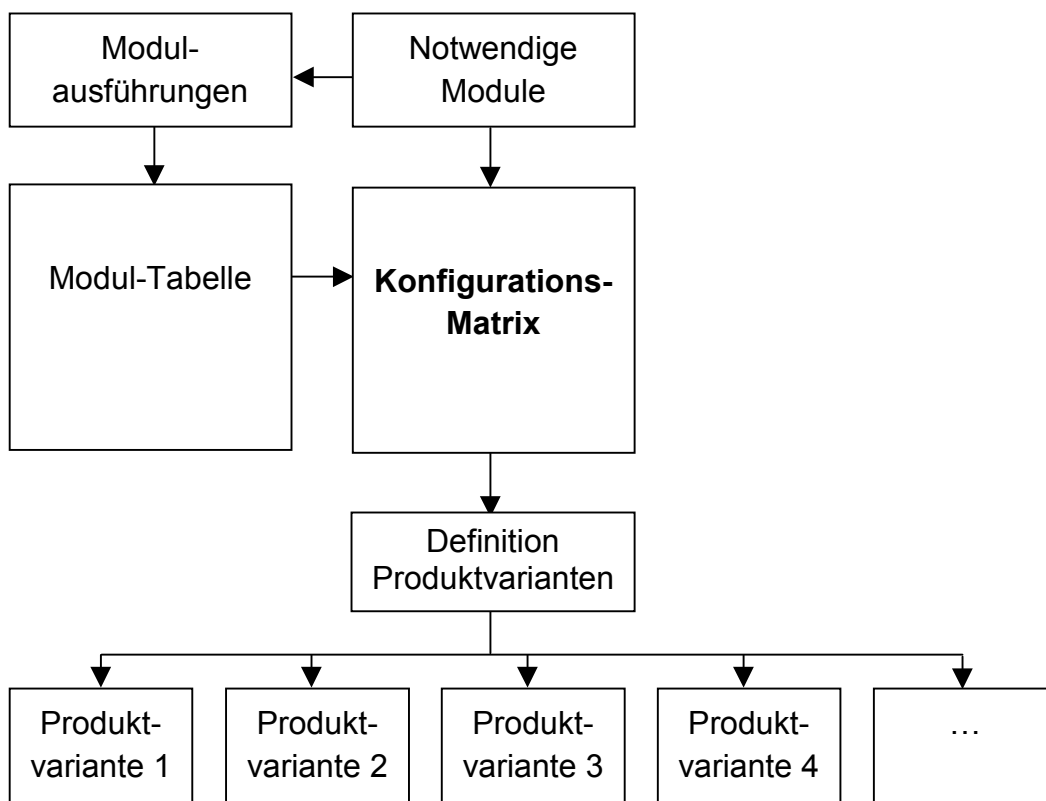 Modul-
ausführungen
Notwendige
Module
Modul-Tabelle
Konfigurations-
Matrix
Definition
Produktvarianten
Produkt-
variante 1
Produkt-
variante 2
Produkt-
variante 3
Produkt-
variante 4
…